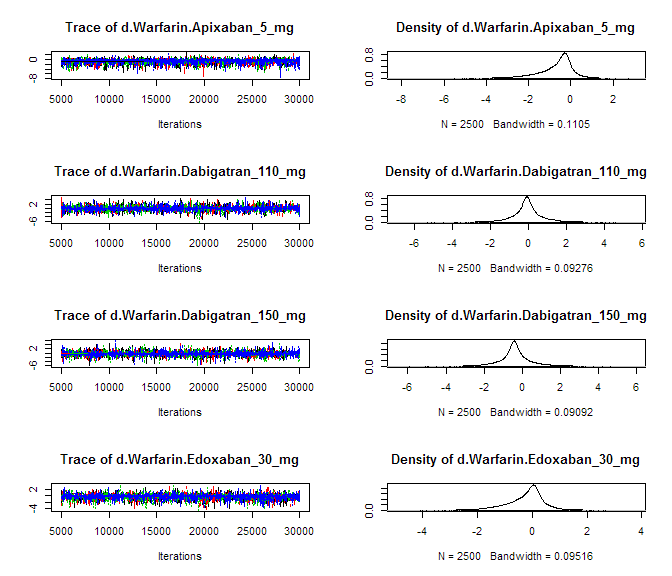 Trace of d.Warfarin.Apixaban_5_mg
Density of d.Warfarin.Apixaban_5_mg
0
-8
5000 10000 15000 20000 25000 30000
Iterations
0.8
0.0
-8 -6 -4 -2 0 2
N = 2500 Bandwidth = 0.1105
Trace of d.Warfarin.Dabigatran_110_mg
Density of d.Warfarin.Dabigatran_110_mg
2
-6
5000 10000 15000 20000 25000 30000
Iterations
0.8
0.0
-6 -4 -2 0 2 4 6
N = 2500 Bandwidth = 0.09276
Trace of d.Warfarin.Dabigatran_150_mg
Density of d.Warfarin.Dabigatran_150_mg
2
-6
5000 10000 15000 20000 25000 30000
Iterations
0.0
-6 -4 -2 0 2 4 6
N = 2500 Bandwidth = 0.09092
Trace of d.Warfarin.Edoxaban_30_mg
Density of d.Warfarin.Edoxaban_30_mg
2
-4
5000 10000 15000 20000 25000 30000
Iterations
0.0
-4 -2 0 2 4
N = 2500 Bandwidth = 0.09516